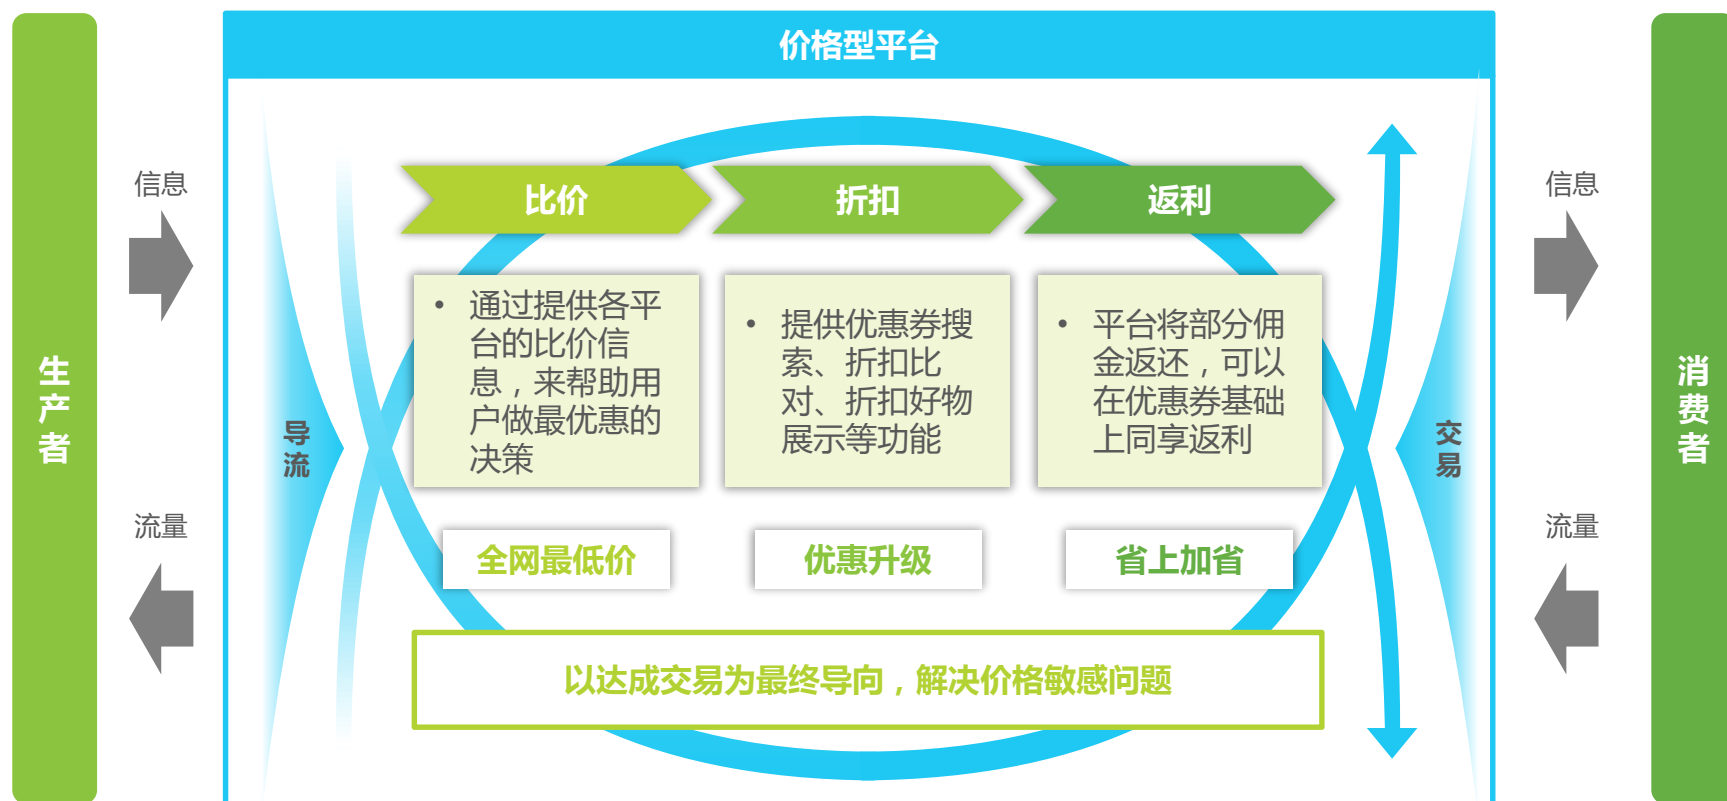 价格型平台
生产者
信息
流量
导流
比价
折扣
返利
• 通过提供各平
台的比价信
息，来帮助用
户做最优惠的
决策
• 提供优惠券搜
索、折扣比
对、折扣好物
展示等功能
• 平台将部分佣
金返还，可以
在优惠券基础
上同享返利
全网最低价
优惠升级
省上加省
以达成交易为最终导向，解决价格敏感问题
交易
信息
流量
消费者